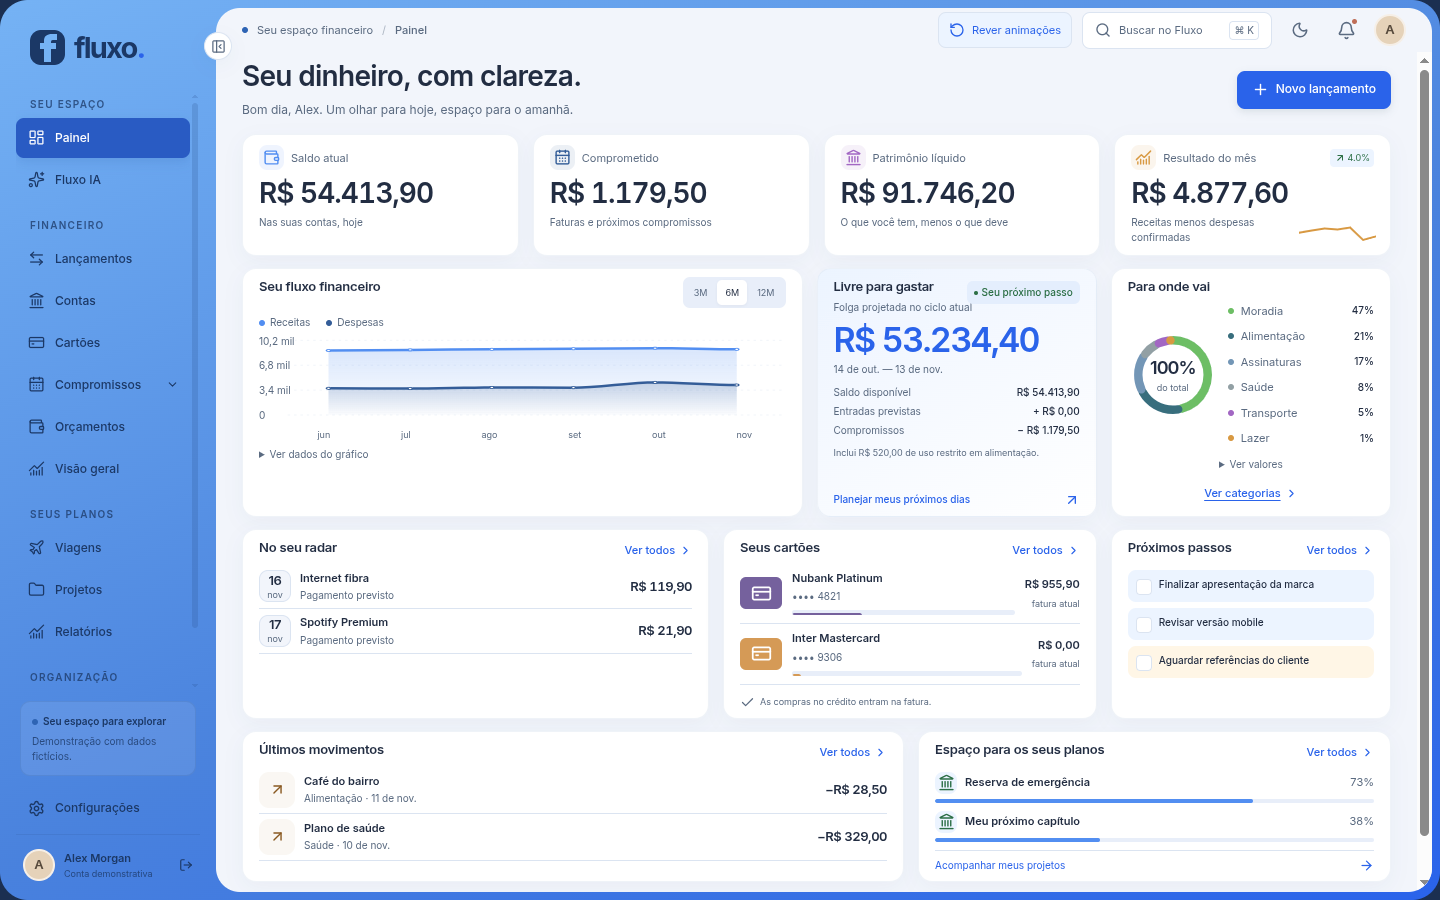 fluxo.
SEU ESPAÇO
Painel
Fluxo IA
FINANCEIRO
Lançamentos
Contas
Cartões
Compromissos
Orçamentos
Visão geral
SEUS PLANOS
Viagens
Projetos
Relatórios
ORGANIZAÇÃO
Seu espaço para explorar
Demonstração com dados
fictícios.
Configurações
A
Alex Morgan
Conta demonstrativa
Seu espaço financeiro / Painel
Rever animações
Buscar no Fluxo
⌘ K
A
Seu dinheiro, com clareza.
Bom dia, Alex. Um olhar para hoje, espaço para o amanhã.
Novo lançamento
Saldo atual
R$ 54.413,90
Nas suas contas, hoje
Comprometido
R$ 1.179,50
Faturas e próximos compromissos
Patrimônio líquido
R$ 91.746,20
O que você tem, menos o que deve
Resultado do mês
4.0%
R$ 4.877,60
Receitas menos despesas
confirmadas
Seu fluxo financeiro
3M 6M 12M
Receitas Despesas
10,2 mil
6,8 mil
3,4 mil
0
jun jul ago set out nov
Ver dados do gráfico
Livre para gastar
Seu próximo passo
Folga projetada no ciclo atual
R$ 53.234,40
14 de out. — 13 de nov.
Saldo disponível R$ 54.413,90
Entradas previstas + R$ 0,00
Compromissos − R$ 1.179,50
Inclui R$ 520,00 de uso restrito em alimentação.
Planejar meus próximos dias
Para onde vai
100%
do total
Moradia 47%
Alimentação 21%
Assinaturas 17%
Saúde 8%
Transporte 5%
Lazer 1%
Ver valores
Ver categorias
No seu radar
Ver todos
16
nov
Internet fibra
Pagamento previsto
R$ 119,90
17
nov
Spotify Premium
Pagamento previsto
R$ 21,90
Seus cartões
Ver todos
Nubank Platinum
•••• 4821
R$ 955,90
fatura atual
Inter Mastercard
•••• 9306
R$ 0,00
fatura atual
As compras no crédito entram na fatura.
Próximos passos
Ver todos
Finalizar apresentação da marca
Revisar versão mobile
Aguardar referências do cliente
Últimos movimentos
Ver todos
Café do bairro
Alimentação · 11 de nov.
−R$ 28,50
Plano de saúde
Saúde · 10 de nov.
−R$ 329,00
Espaço para os seus planos
Ver todos
Reserva de emergência 73%
Meu próximo capítulo 38%
Acompanhar meus projetos